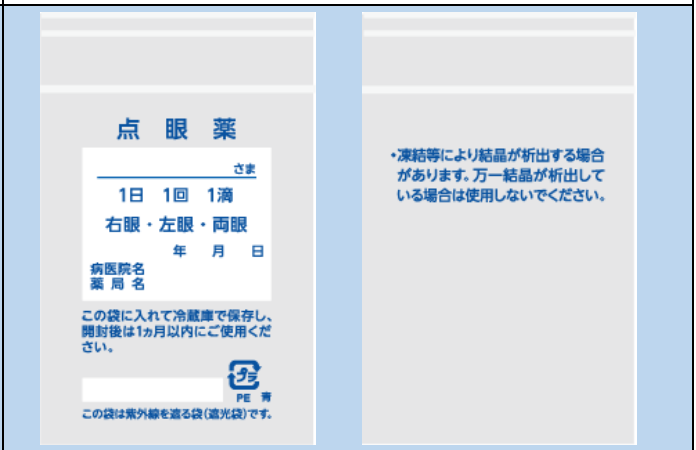 点 眼 薬
さま
1日 1回 1滴
右眼・左眼・両眼
年 月 日
病医院名
薬 局 名
この袋に入れて冷蔵庫で保存し、
開封後は1ヵ月以内にご使用くだ
さい。
プラ
PE 青
この袋は紫外線を遮る袋(遮光袋)です。
・凍結等により結晶が析出する場合
があります。万一結晶が析出して
いる場合は使用しないでください。